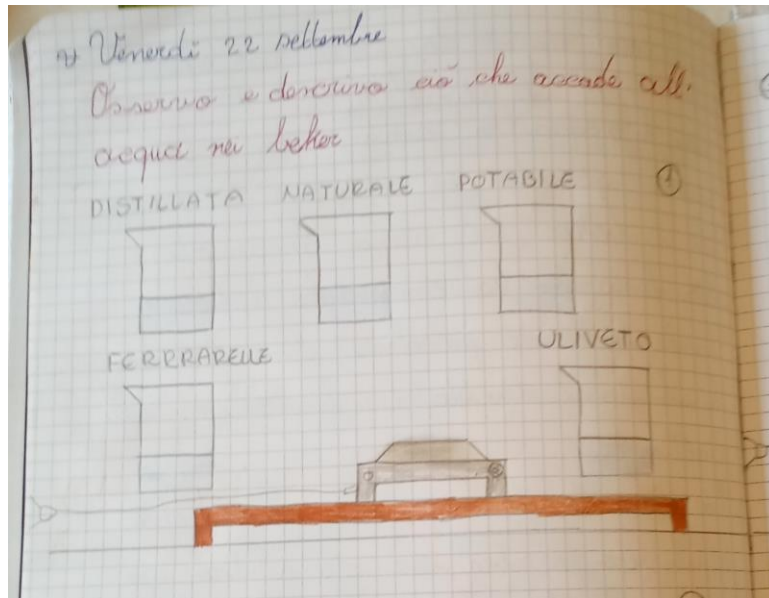 Venerdì 22 settembre
Osservo e descrivo ciò che accade all'
acqua nei beker
DISTILLATA NATURALE POTABILE 1
FERRARELLE ULIVETO